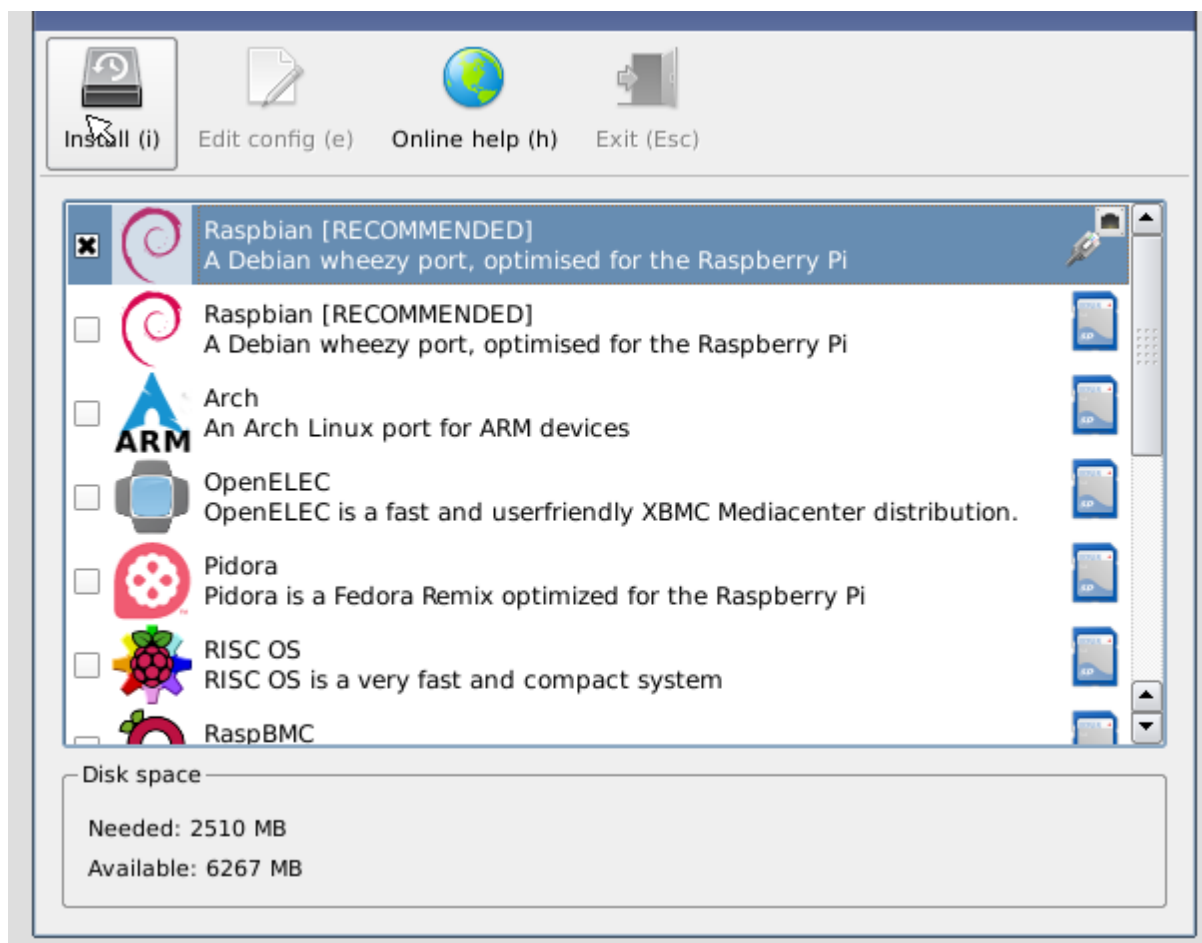 Install (i)
Edit config (e)
Online help (h)
Exit (Esc)
Raspbian [RECOMMENDED]
A Debian wheezy port, optimised for the Raspberry Pi
Raspbian [RECOMMENDED]
A Debian wheezy port, optimised for the Raspberry Pi
ARM
Arch
An Arch Linux port for ARM devices
OpenELEC
OpenELEC is a fast and userfriendly XBMC Mediacenter distribution.
Pidora
Pidora is a Fedora Remix optimized for the Raspberry Pi
RISC OS
RISC OS is a very fast and compact system
RaspBMC
Disk space
Needed: 2510 MB
Available: 6267 MB